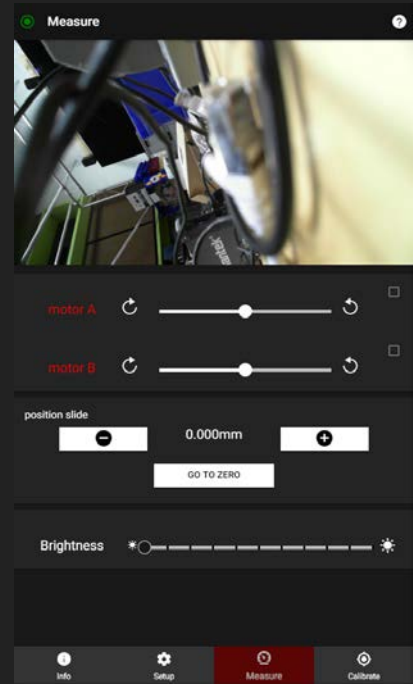 Measure
?
motor A
motor B
position slide
0.000mm
GO TO ZERO
Brightness
Info
Setup
Measure
Calibrate